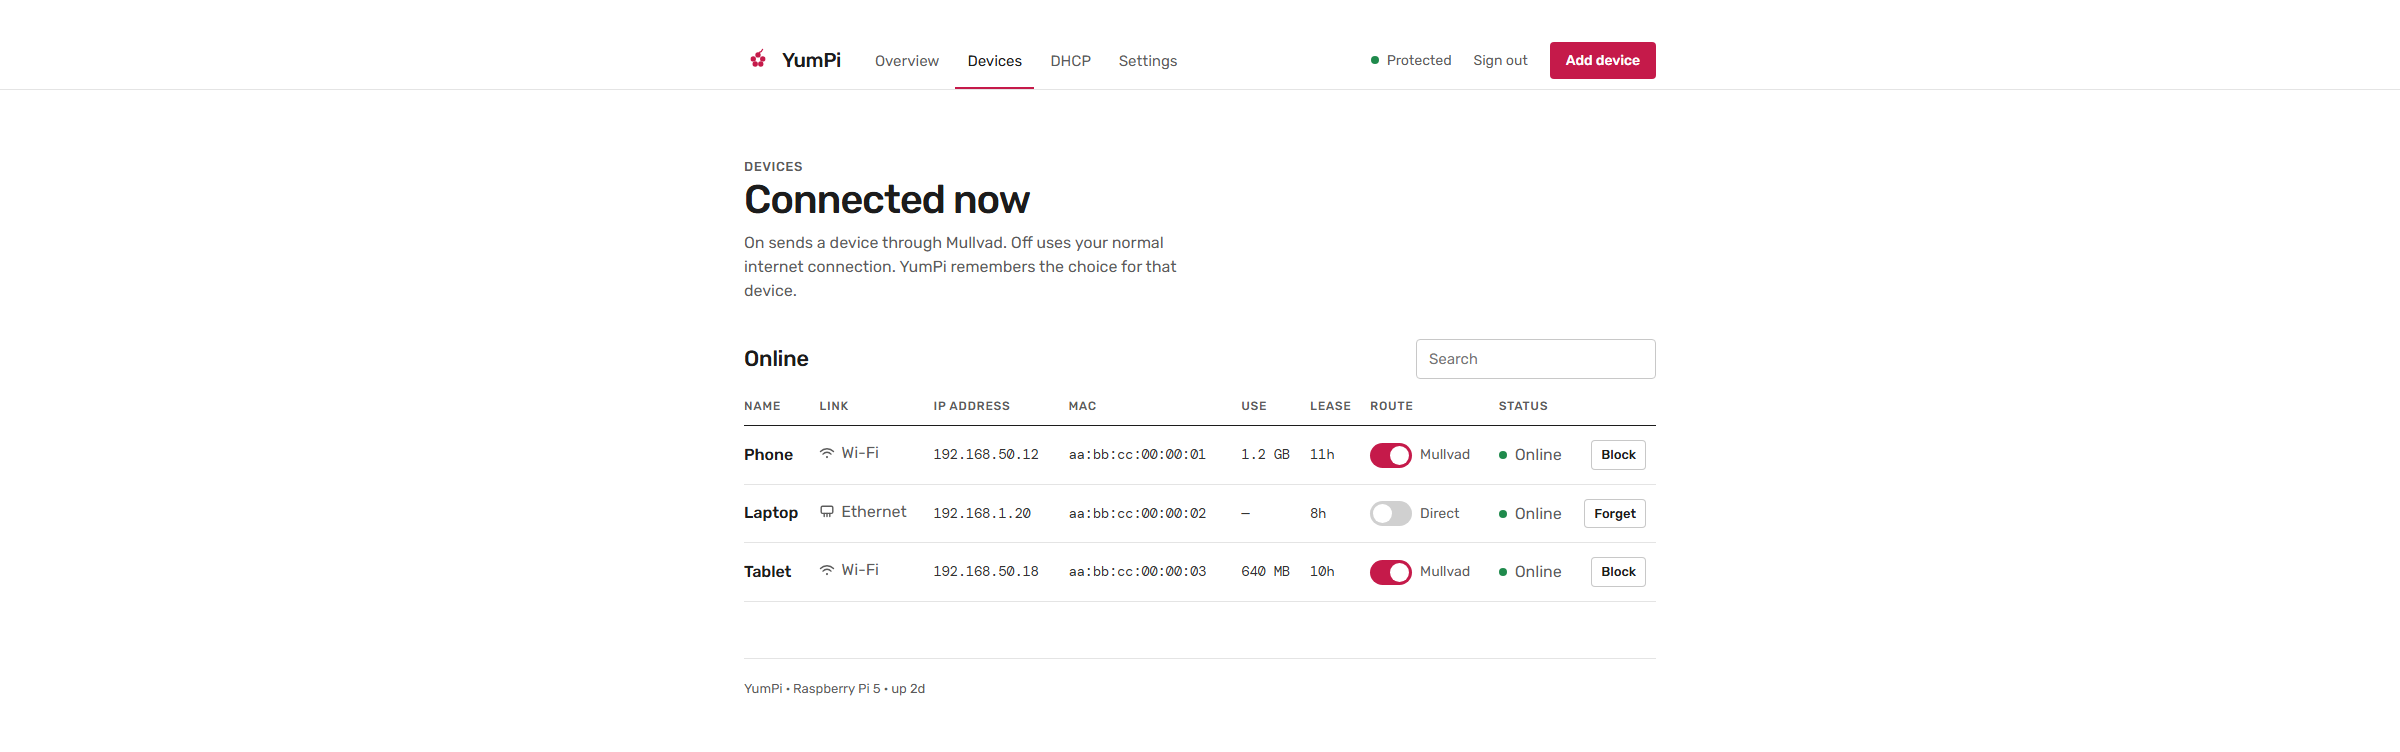 YumPi Overview Devices DHCP Settings Protected Sign out Add device
DEVICES
Connected now
On sends a device through Mullvad. Off uses your normal
internet connection. YumPi remembers the choice for that
device.
Online Search
NAME LINK IP ADDRESS MAC USE LEASE ROUTE STATUS
Phone Wi-Fi 192.168.50.12 aa:bb:cc:00:00:01 1.2 GB 11h Mullvad Online Block
Laptop Ethernet 192.168.1.20 aa:bb:cc:00:00:02 — 8h Direct Online Forget
Tablet Wi-Fi 192.168.50.18 aa:bb:cc:00:00:03 640 MB 10h Mullvad Online Block
YumPi • Raspberry Pi 5 • up 2d